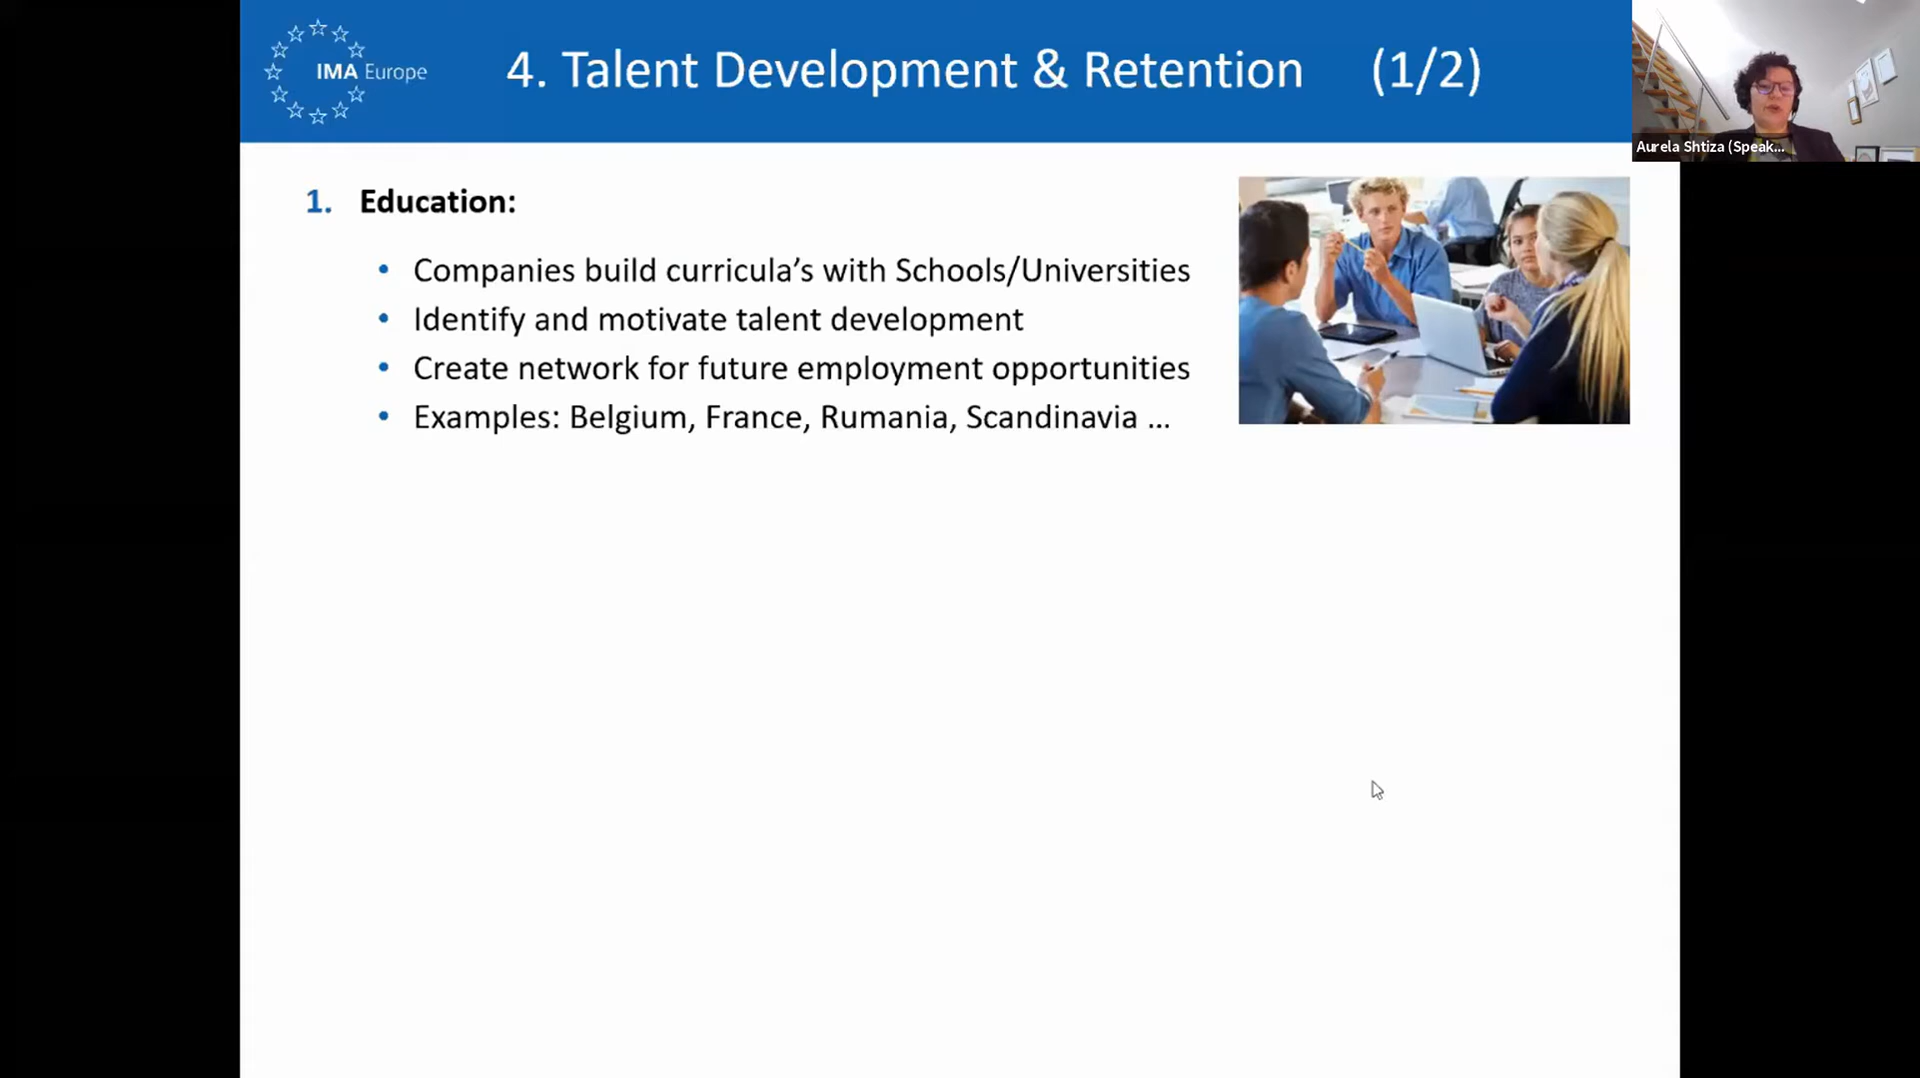 IMA Europe
4. Talent Development & Retention (1/2)
Aurela Shtiza (Speak...
1. Education:
• Companies build curricula’s with Schools/Universities
• Identify and motivate talent development
• Create network for future employment opportunities
• Examples: Belgium, France, Rumania, Scandinavia ...